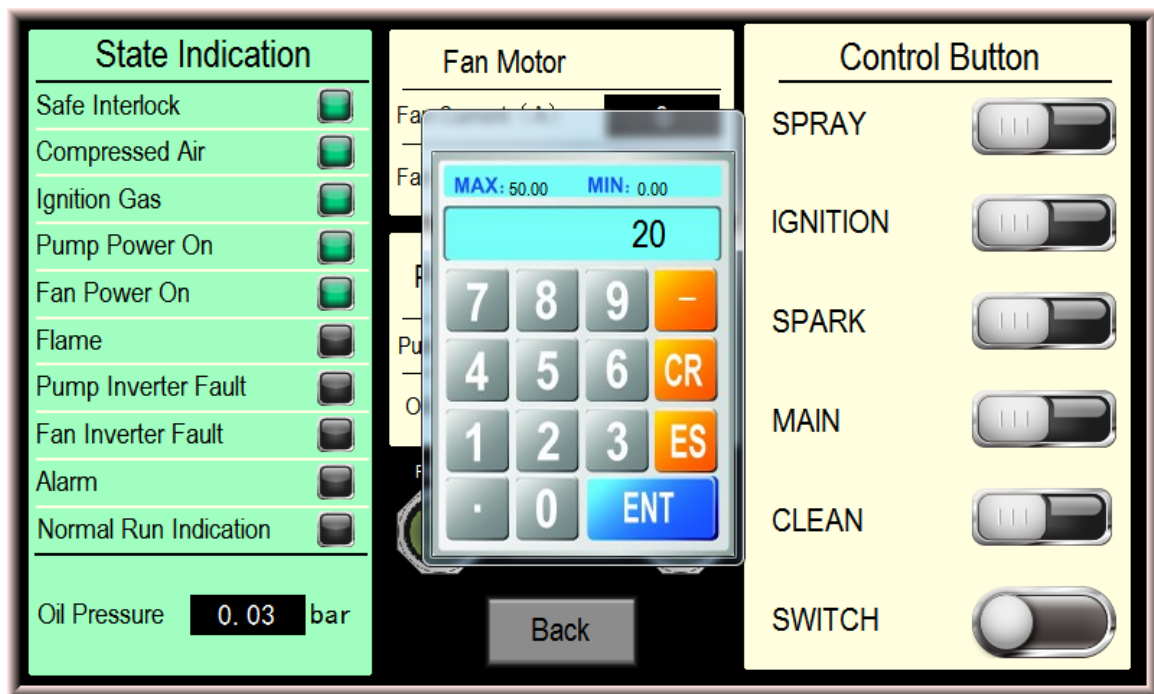 State Indication
Safe Interlock
Compressed Air
Ignition Gas
Pump Power On
Fan Power On
Flame
Pump Inverter Fault
Fan Inverter Fault
Alarm
Normal Run Indication
Oil Pressure 0.03 bar
Fan Motor
MAX: 50.00 MIN: 0.00
20
7 8 9 -
4 5 6 CR
1 2 3 ES
. 0 ENT
Back
Control Button
SPRAY
IGNITION
SPARK
MAIN
CLEAN
SWITCH